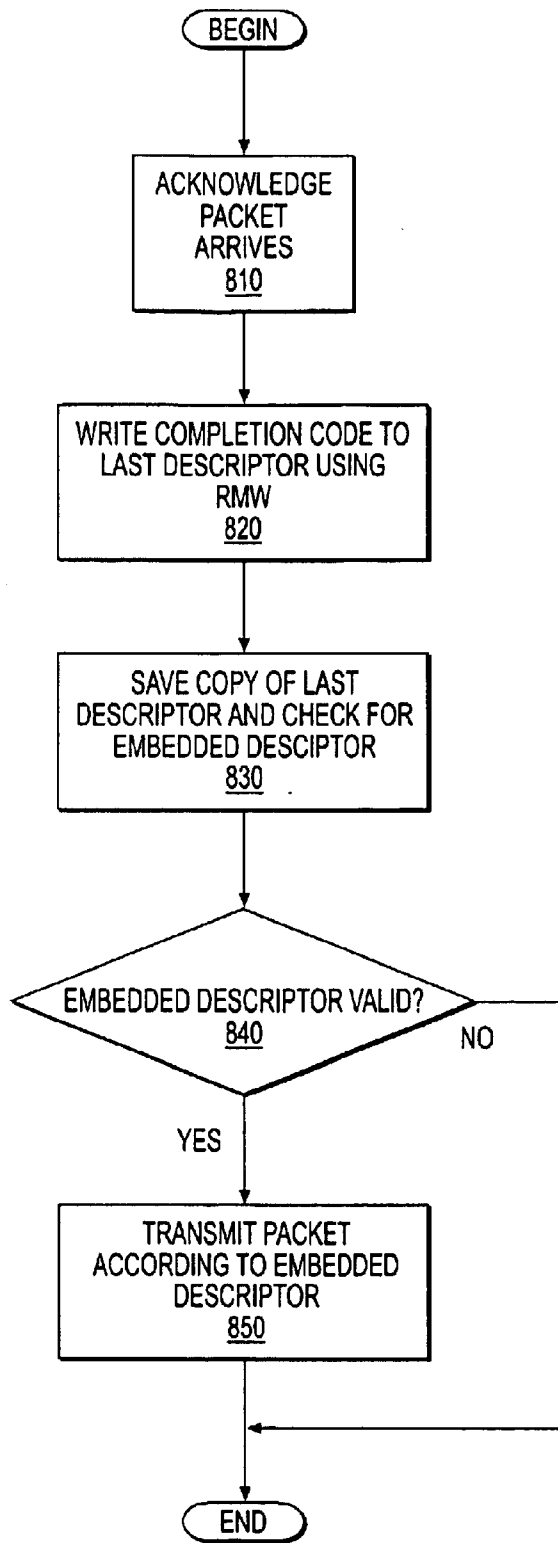 BEGIN
ACKNOWLEDGE
PACKET
ARRIVES
810
WRITE COMPLETION CODE TO
LAST DESCRIPTOR USING
RMW
820
SAVE COPY OF LAST
DESCRIPTOR AND CHECK FOR
EMBEDDED DESCIPTOR
830
EMBEDDED DESCRIPTOR VALID?
840
NO
YES
TRANSMIT PACKET
ACCORDING TO EMBEDDED
DESCRIPTOR
850
END